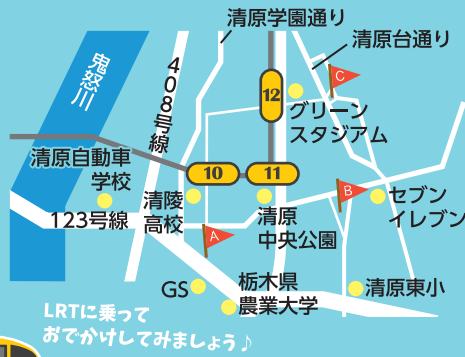 清原学園通り
清原台通り
鬼怒川
408号線
12
C
グリーン
スタジアム
清原自動車
学校
10
11
清陵
高校
B
セブン
イレブン
123号線
清原
中央公園
A
GS
栃木県
農業大学
清原東小
LRTに乗って
おでかけしてみましょう♪